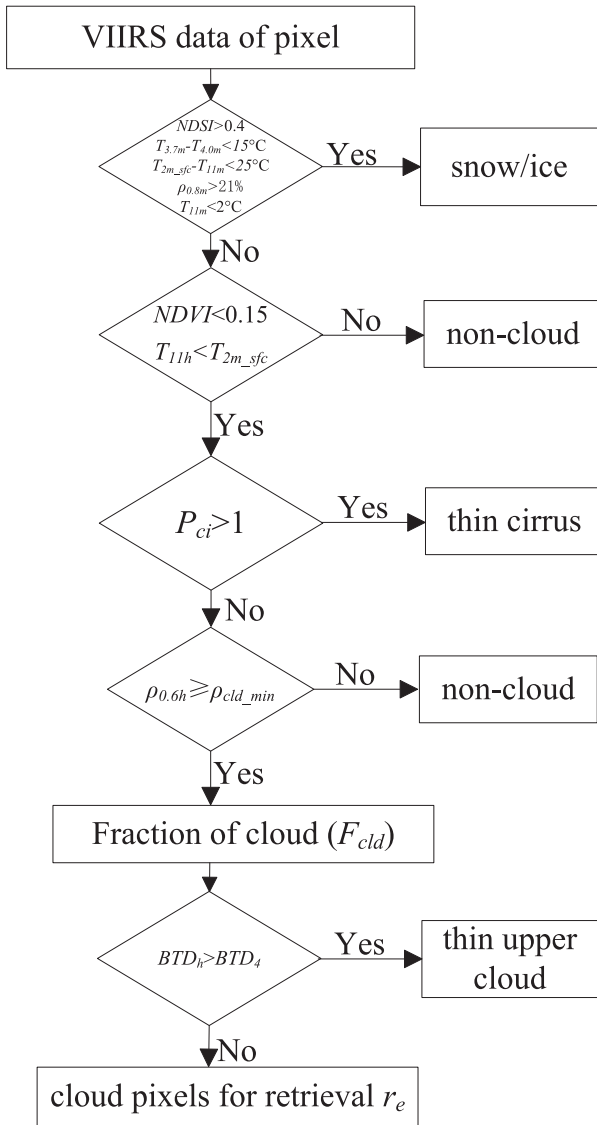 VIIRS data of pixel
NDSI>0.4
T3.7m-T4.0m<15°C
T2m_sfc-T11m<25°C
ρ0.8m>21%
T11m<2°C
Yes
snow/ice
No
NDVI<0.15
T11h<T2m_sfc
No
non-cloud
Yes
Pci>1
Yes
thin cirrus
No
ρ0.6h≥ρcld_min
No
non-cloud
Yes
Fraction of cloud (Fcld)
BTDh>BTD4
Yes
thin upper
cloud
No
cloud pixels for retrieval re